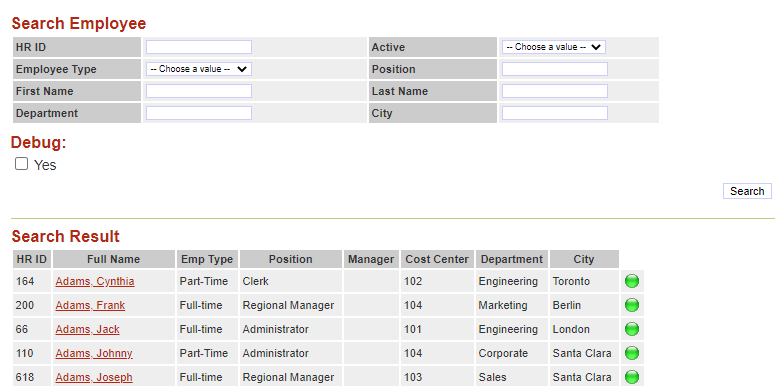 Search Employee
HR ID Active -- Choose a value --
Employee Type -- Choose a value -- Position
First Name Last Name
Department City
Debug:
Yes
Search
Search Result
HR ID Full Name Emp Type Position Manager Cost Center Department City
164 Adams, Cynthia Part-Time Clerk 102 Engineering Toronto
200 Adams, Frank Full-time Regional Manager 104 Marketing Berlin
66 Adams, Jack Full-time Administrator 101 Engineering London
110 Adams, Johnny Part-Time Administrator 104 Corporate Santa Clara
618 Adams, Joseph Full-time Regional Manager 103 Sales Santa Clara